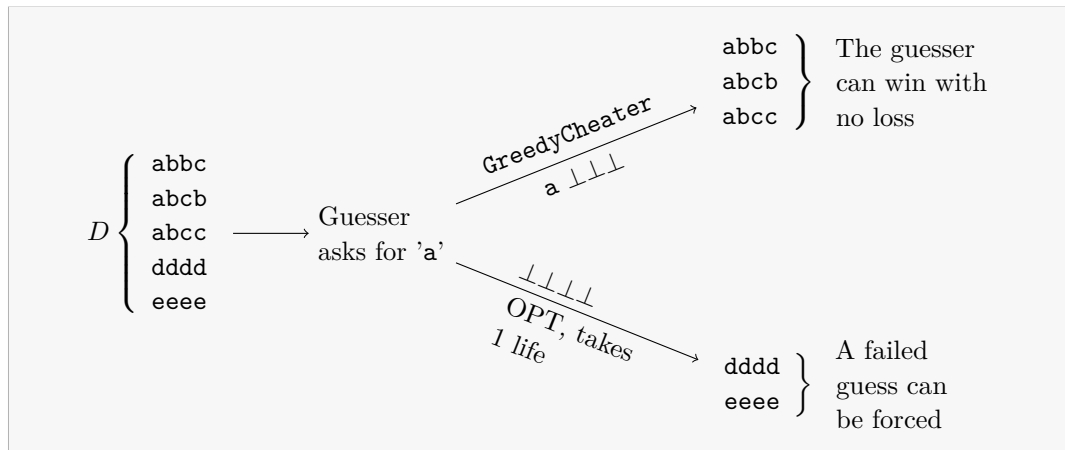 abbc
abcb
abcc
The guesser
can win with
no loss
GreedyCheater
a ⊥⊥⊥
D
abbc
abcb
abcc
dddd
eeee
Guesser
asks for 'a'
⊥⊥⊥⊥
OPT, takes
1 life
dddd
eeee
A failed
guess can
be forced